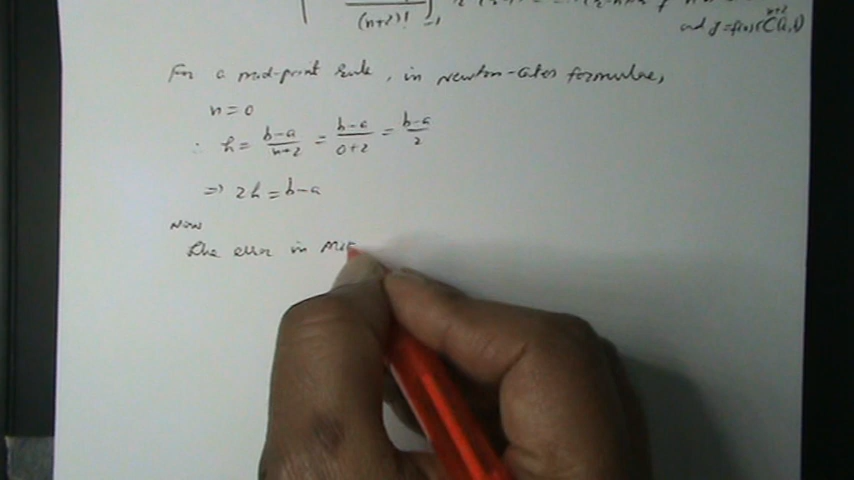 (n+2)!
and y = f(x) ∈ C^{n+2}(a,b)
For a mid-point Rule, in Newton-cotes formulae,
n = 0
∴ h = (b-a)/(n+2) = (b-a)/(0+2) = (b-a)/2
=> 2h = b-a
Now
The error in Mid